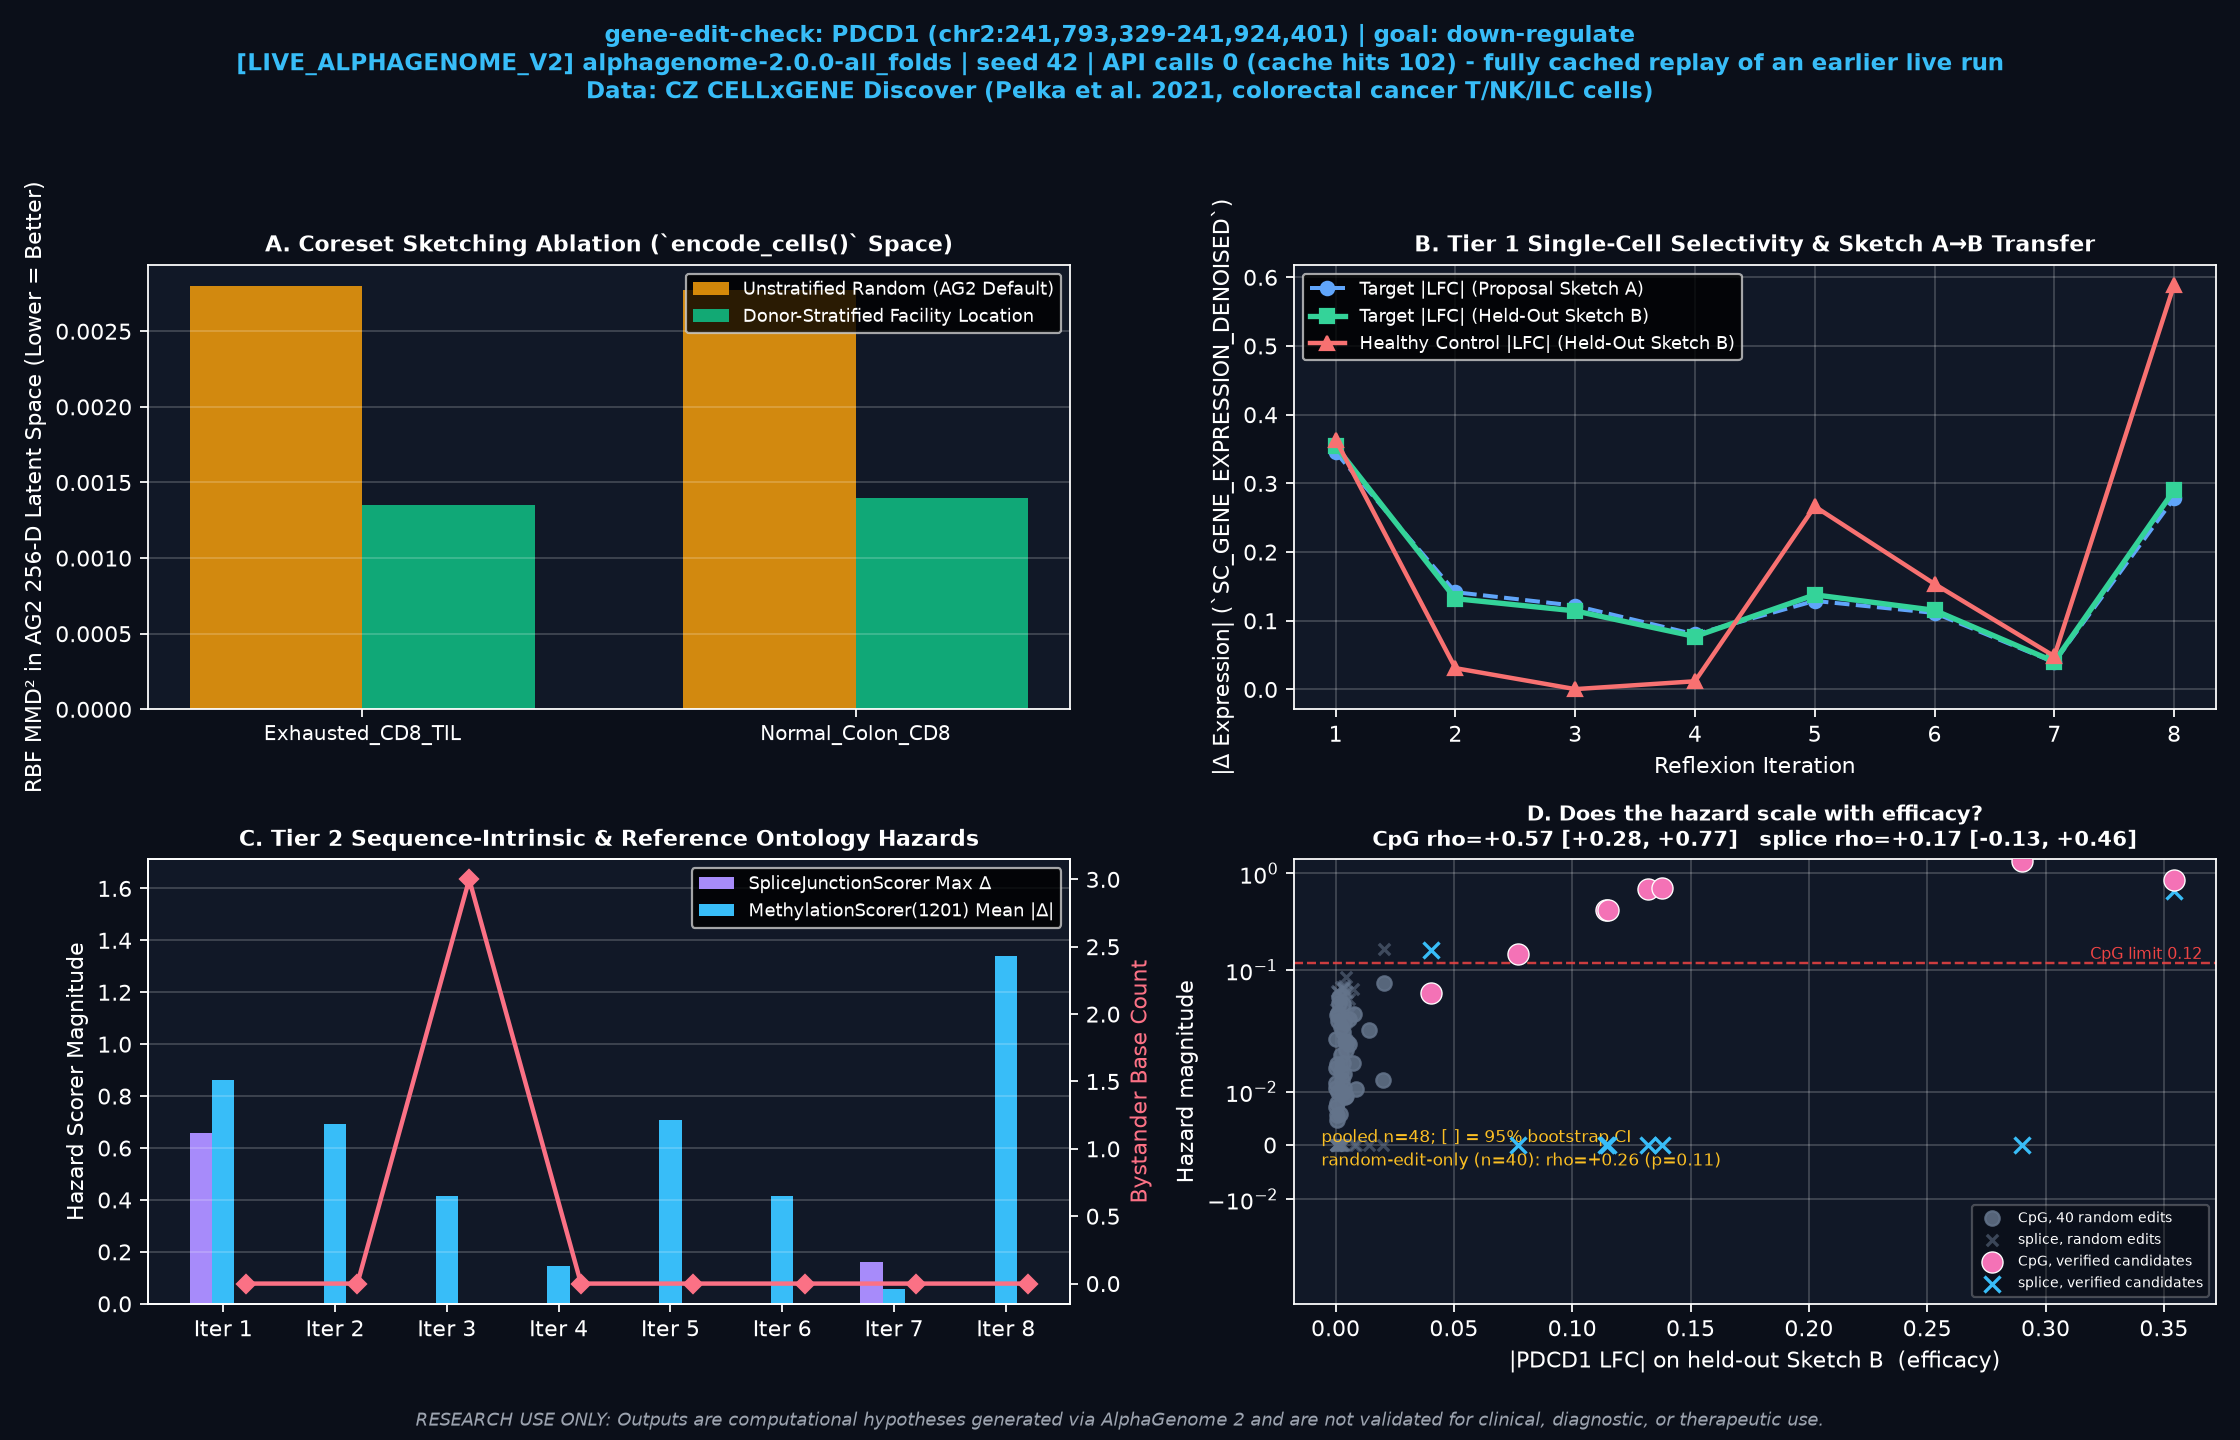 gene-edit-check: PDCD1 (chr2:241,793,329-241,924,401) | goal: down-regulate
[LIVE_ALPHAGENOME_V2] alphagenome-2.0.0-all_folds | seed 42 | API calls 0 (cache hits 102) - fully cached replay of an earlier live run
Data: CZ CELLxGENE Discover (Pelka et al. 2021, colorectal cancer T/NK/ILC cells)
A. Coreset Sketching Ablation (`encode_cells()` Space)
RBF MMD² in AG2 256-D Latent Space (Lower = Better)
Unstratified Random (AG2 Default)
Donor-Stratified Facility Location
0.0025
0.0020
0.0015
0.0010
0.0005
0.0000
Exhausted_CD8_TIL
Normal_Colon_CD8
B. Tier 1 Single-Cell Selectivity & Sketch A→B Transfer
|Δ Expression| (`SC_GENE_EXPRESSION_DENOISED`)
Target |LFC| (Proposal Sketch A)
Target |LFC| (Held-Out Sketch B)
Healthy Control |LFC| (Held-Out Sketch B)
0.6
0.5
0.4
0.3
0.2
0.1
0.0
1 2 3 4 5 6 7 8
Reflexion Iteration
C. Tier 2 Sequence-Intrinsic & Reference Ontology Hazards
Hazard Scorer Magnitude
SpliceJunctionScorer Max Δ
MethylationScorer(1201) Mean |Δ|
1.6
1.4
1.2
1.0
0.8
0.6
0.4
0.2
0.0
Iter 1 Iter 2 Iter 3 Iter 4 Iter 5 Iter 6 Iter 7 Iter 8
3.0
2.5
2.0
1.5
1.0
0.5
0.0
Bystander Base Count
D. Does the hazard scale with efficacy?
CpG rho=+0.57 [+0.28, +0.77] splice rho=+0.17 [-0.13, +0.46]
Hazard magnitude
10⁰
10⁻¹
10⁻²
0
−10⁻²
CpG limit 0.12
pooled n=48; [ ] = 95% bootstrap CI
random-edit-only (n=40): rho=+0.26 (p=0.11)
CpG, 40 random edits
splice, random edits
CpG, verified candidates
splice, verified candidates
0.00 0.05 0.10 0.15 0.20 0.25 0.30 0.35
|PDCD1 LFC| on held-out Sketch B (efficacy)
RESEARCH USE ONLY: Outputs are computational hypotheses generated via AlphaGenome 2 and are not validated for clinical, diagnostic, or therapeutic use.